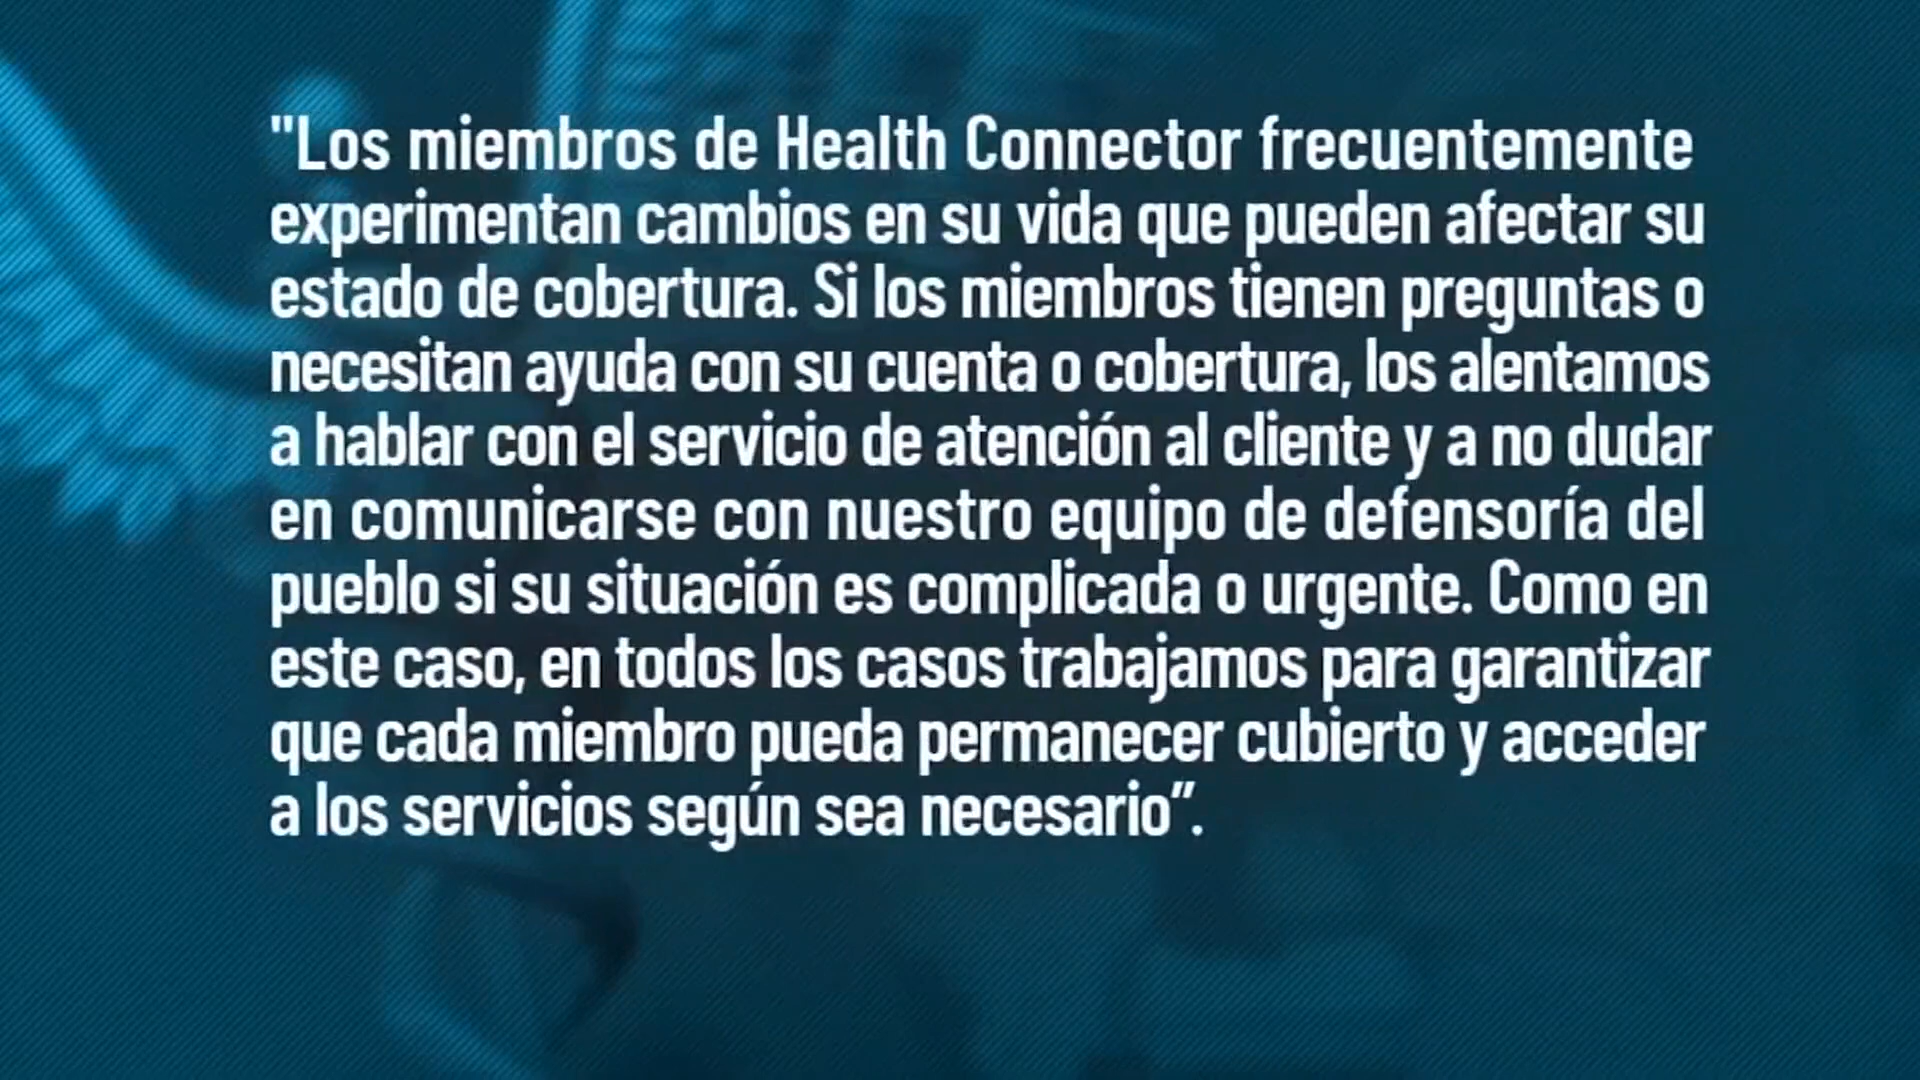 "Los miembros de Health Connector frecuentemente
experimentan cambios en su vida que pueden afectar su
estado de cobertura. Si los miembros tienen preguntas o
necesitan ayuda con su cuenta o cobertura, los alentamos
a hablar con el servicio de atención al cliente y a no dudar
en comunicarse con nuestro equipo de defensoría del
pueblo si su situación es complicada o urgente. Como en
este caso, en todos los casos trabajamos para garantizar
que cada miembro pueda permanecer cubierto y acceder
a los servicios según sea necesario”.